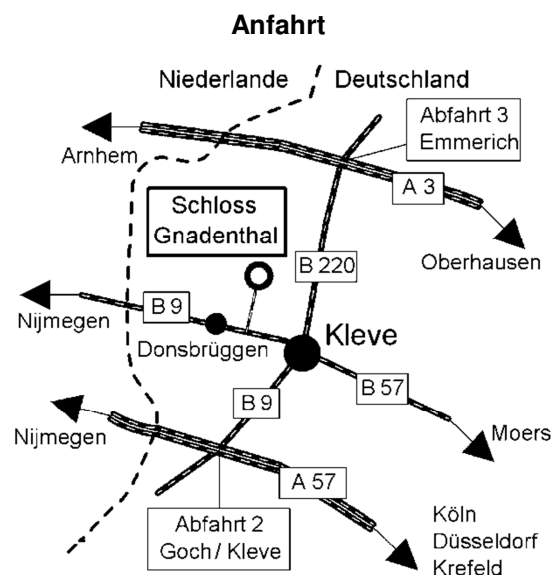 Anfahrt
Niederlande
Deutschland
Abfahrt 3
Emmerich
Arnhem
A 3
Schloss
Gnadenthal
B 220
Oberhausen
B 9
Nijmegen
Donsbrüggen
Kleve
B 9
B 57
Nijmegen
Moers
A 57
Abfahrt 2
Goch / Kleve
Köln
Düsseldorf
Krefeld